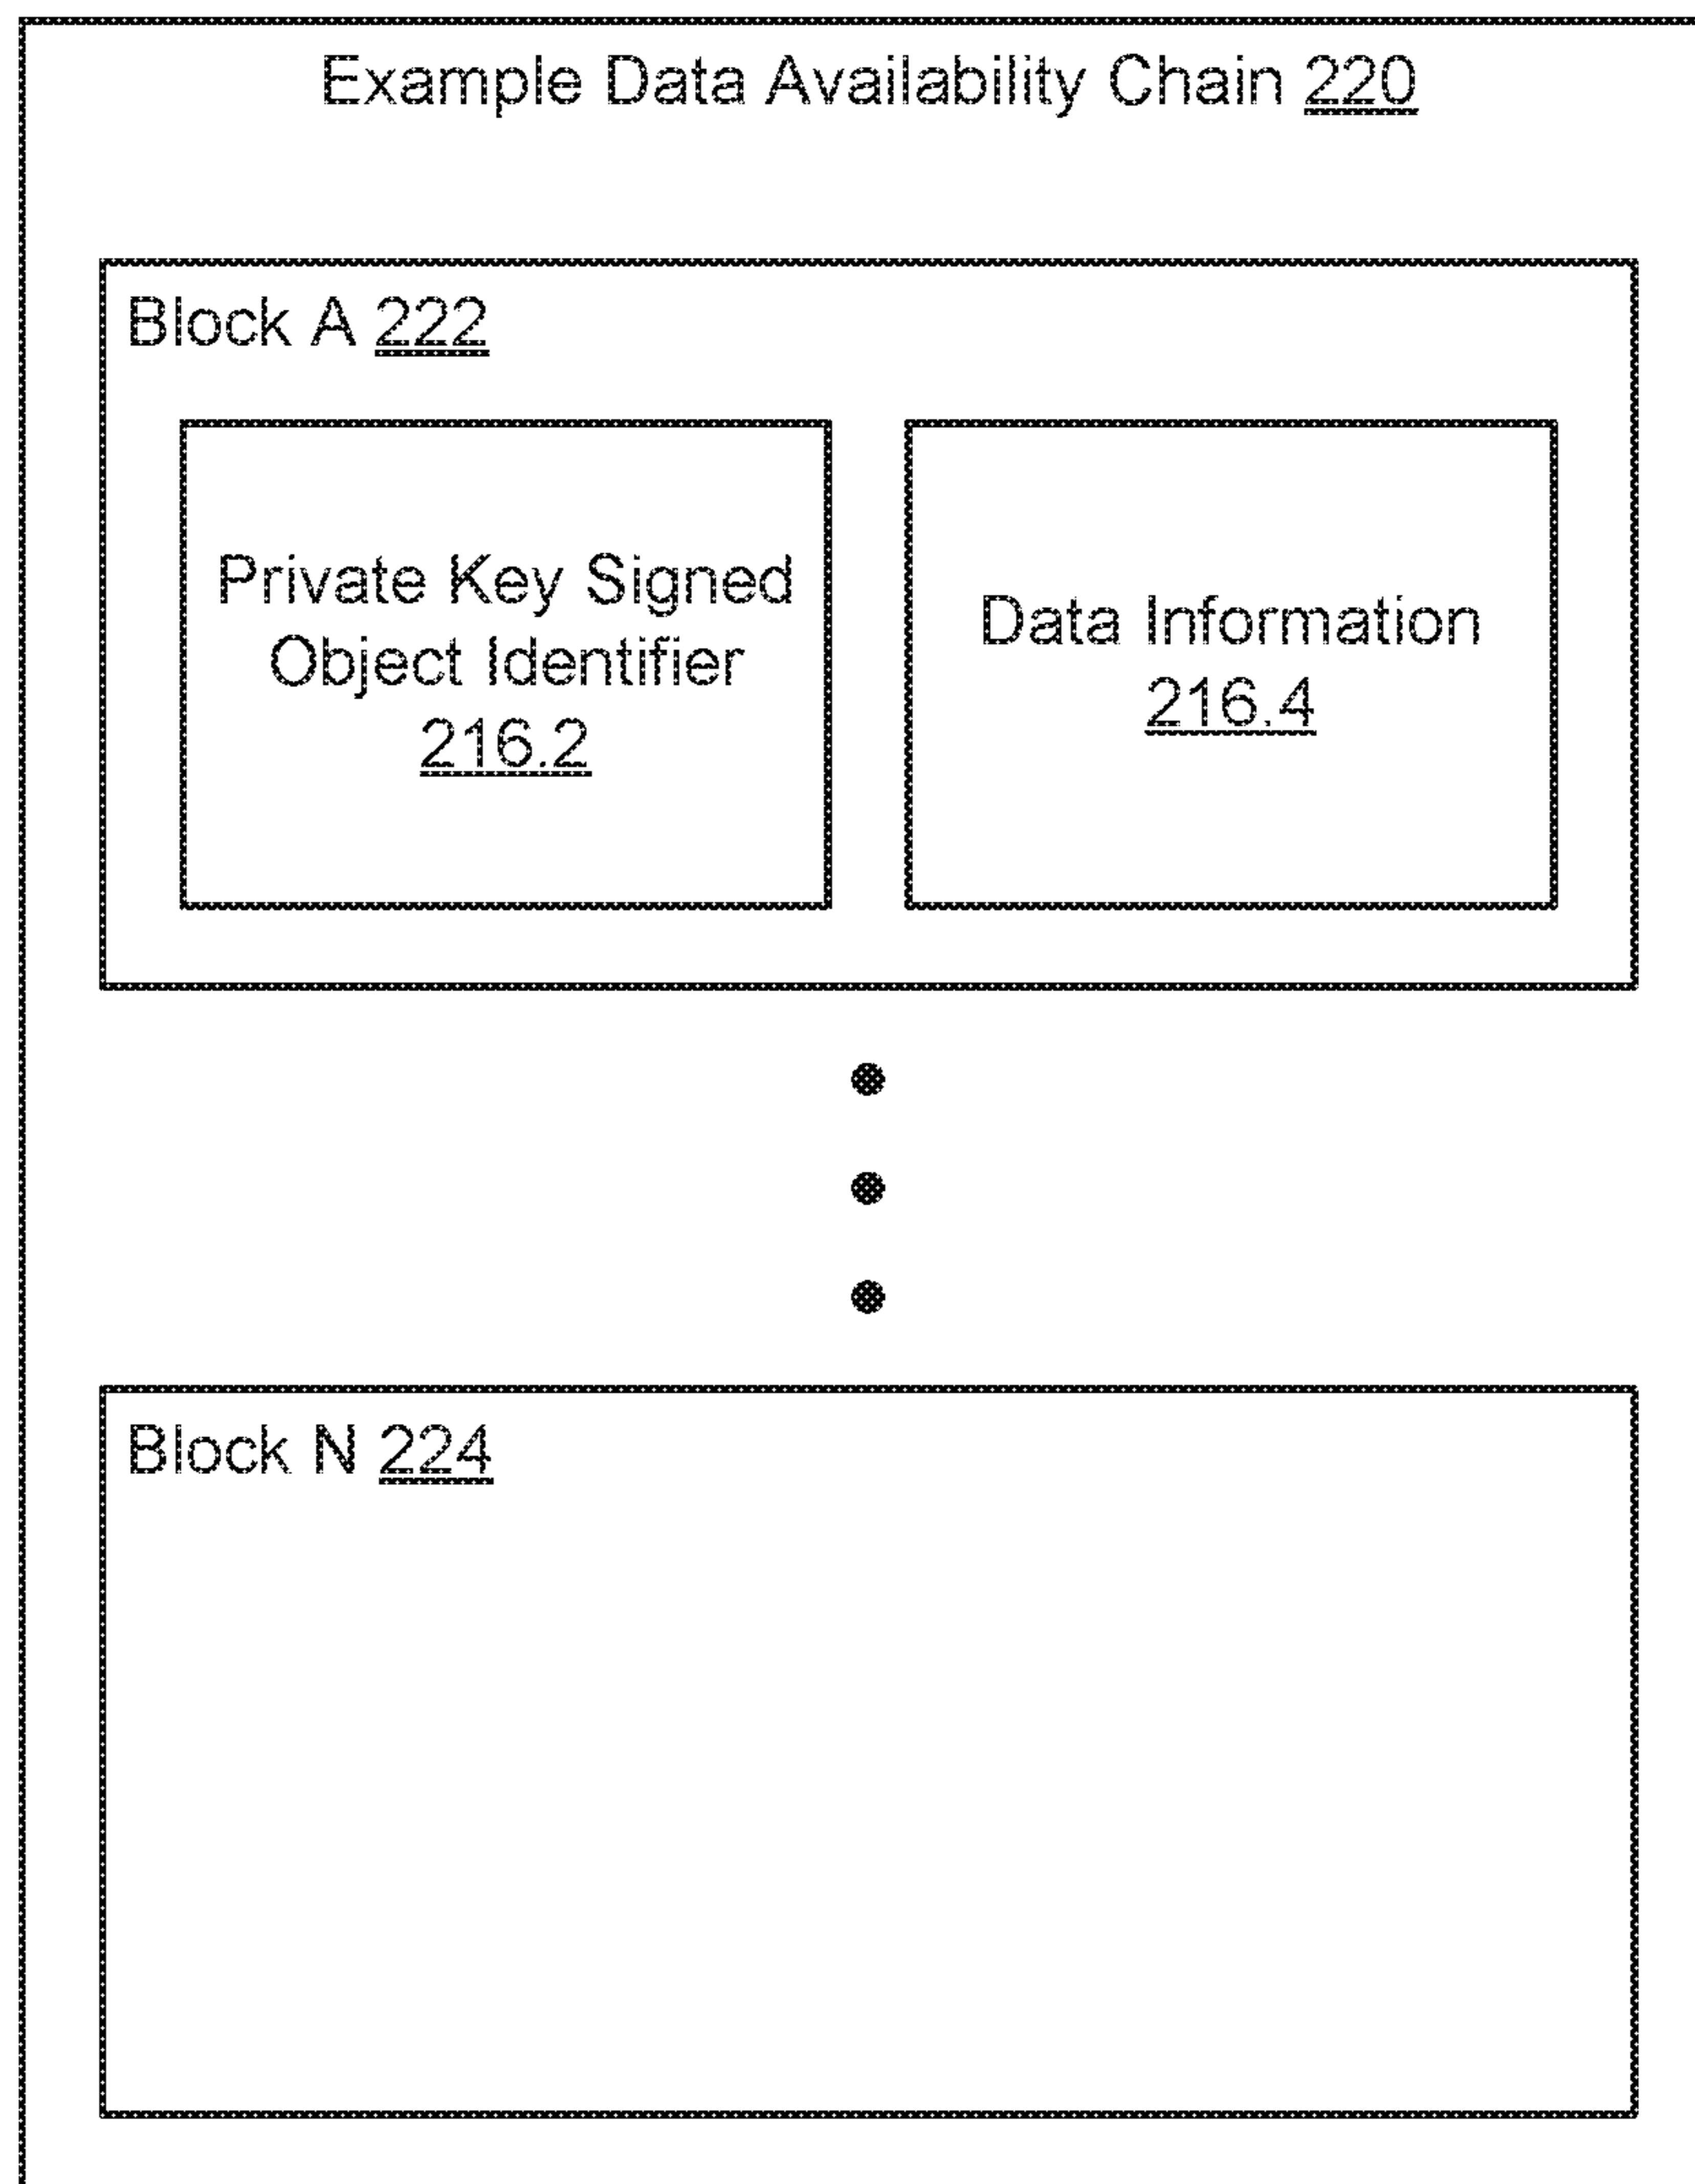 Example Data Availability Chain 220
Block A 222
Private Key Signed
Object Identifier
216.2
Data Information
216.4
Block N 224